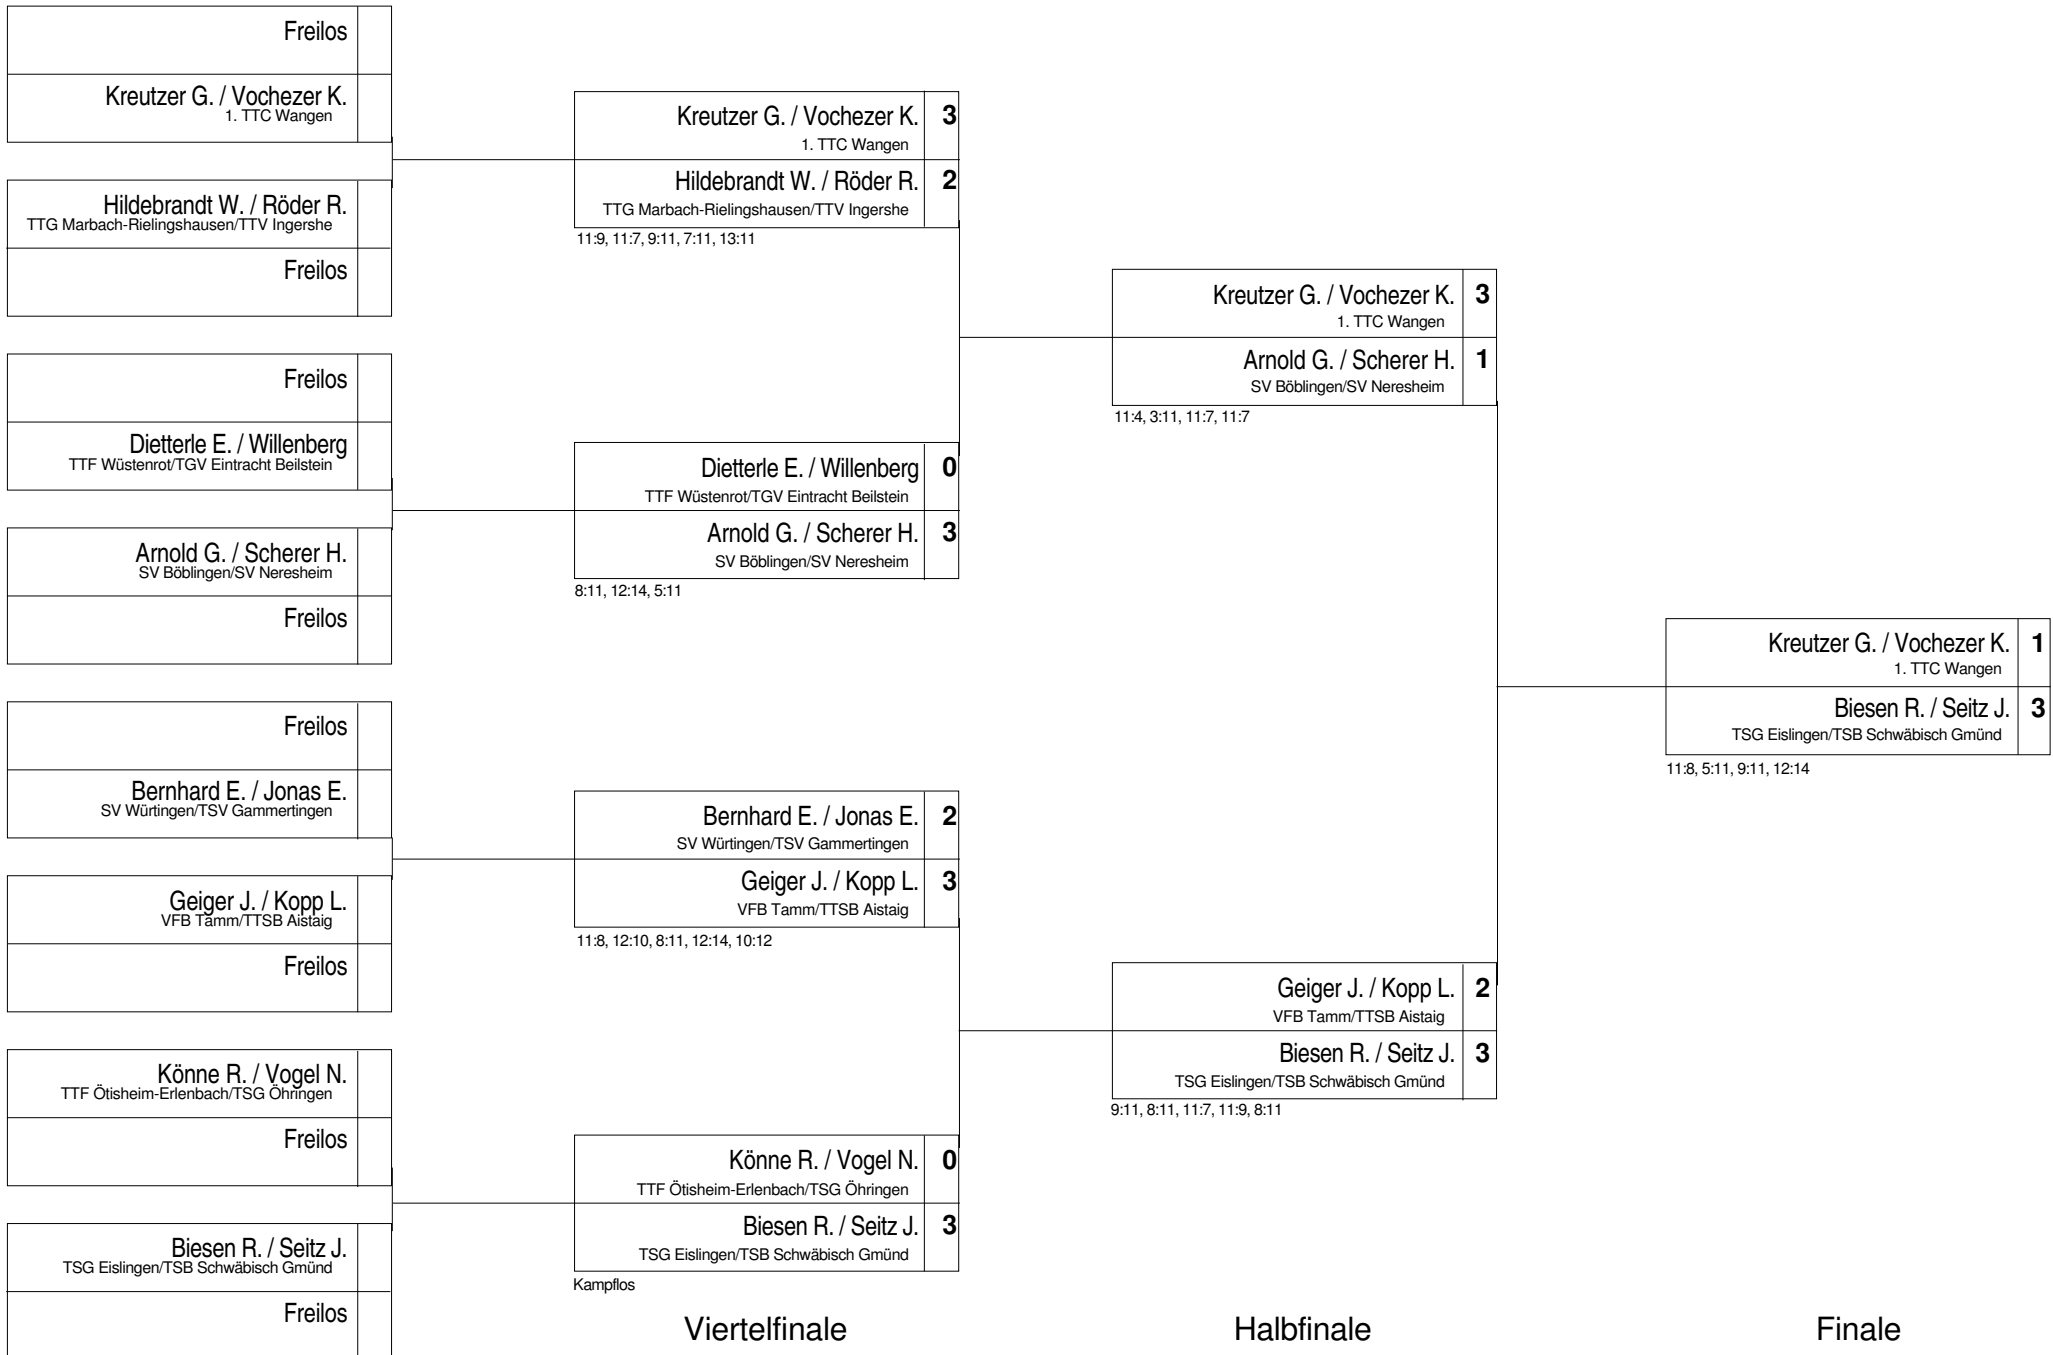 Freilos
Kreutzer G. / Vochezer K.
1. TTC Wangen
Hildebrandt W. / Röder R.
TTG Marbach-Rielingshausen/TTV Ingershe
Freilos
Freilos
Dietterle E. / Willenberg
TTF Wüstenrot/TGV Eintracht Beilstein
Arnold G. / Scherer H.
SV Böblingen/SV Neresheim
Freilos
Freilos
Bernhard E. / Jonas E.
SV Würtingen/TSV Gammertingen
Geiger J. / Kopp L.
VFB Tamm/TTSB Aistaig
Freilos
Könne R. / Vogel N.
TTF Ötisheim-Erlenbach/TSG Öhringen
Freilos
Biesen R. / Seitz J.
TSG Eislingen/TSB Schwäbisch Gmünd
Freilos
Kreutzer G. / Vochezer K. 3
1. TTC Wangen
Hildebrandt W. / Röder R. 2
TTG Marbach-Rielingshausen/TTV Ingershe
11:9, 11:7, 9:11, 7:11, 13:11
Dietterle E. / Willenberg 0
TTF Wüstenrot/TGV Eintracht Beilstein
Arnold G. / Scherer H. 3
SV Böblingen/SV Neresheim
8:11, 12:14, 5:11
Bernhard E. / Jonas E. 2
SV Würtingen/TSV Gammertingen
Geiger J. / Kopp L. 3
VFB Tamm/TTSB Aistaig
11:8, 12:10, 8:11, 12:14, 10:12
Könne R. / Vogel N. 0
TTF Ötisheim-Erlenbach/TSG Öhringen
Biesen R. / Seitz J. 3
TSG Eislingen/TSB Schwäbisch Gmünd
Kampflos
Viertelfinale
Kreutzer G. / Vochezer K. 3
1. TTC Wangen
Arnold G. / Scherer H. 1
SV Böblingen/SV Neresheim
11:4, 3:11, 11:7, 11:7
Geiger J. / Kopp L. 2
VFB Tamm/TTSB Aistaig
Biesen R. / Seitz J. 3
TSG Eislingen/TSB Schwäbisch Gmünd
9:11, 8:11, 11:7, 11:9, 8:11
Halbfinale
Kreutzer G. / Vochezer K. 1
1. TTC Wangen
Biesen R. / Seitz J. 3
TSG Eislingen/TSB Schwäbisch Gmünd
11:8, 5:11, 9:11, 12:14
Finale